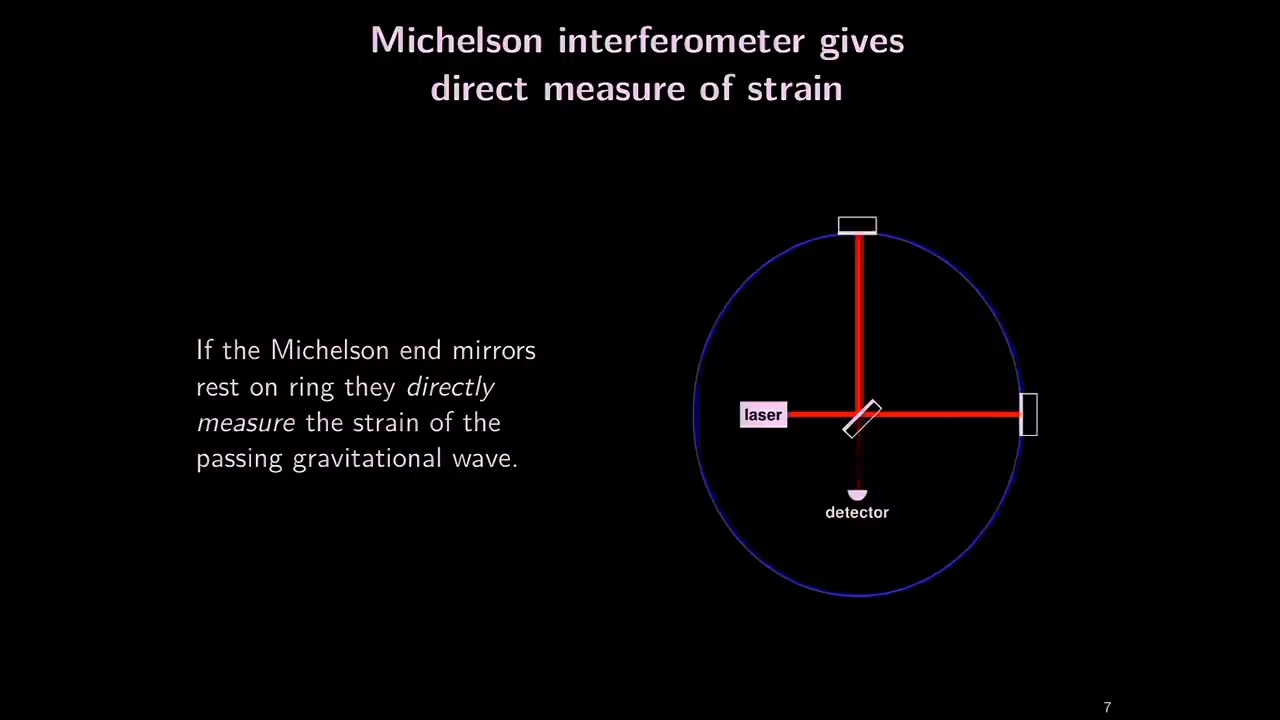 Michelson interferometer gives
direct measure of strain
If the Michelson end mirrors
rest on ring they directly
measure the strain of the
passing gravitational wave.
laser
detector
7